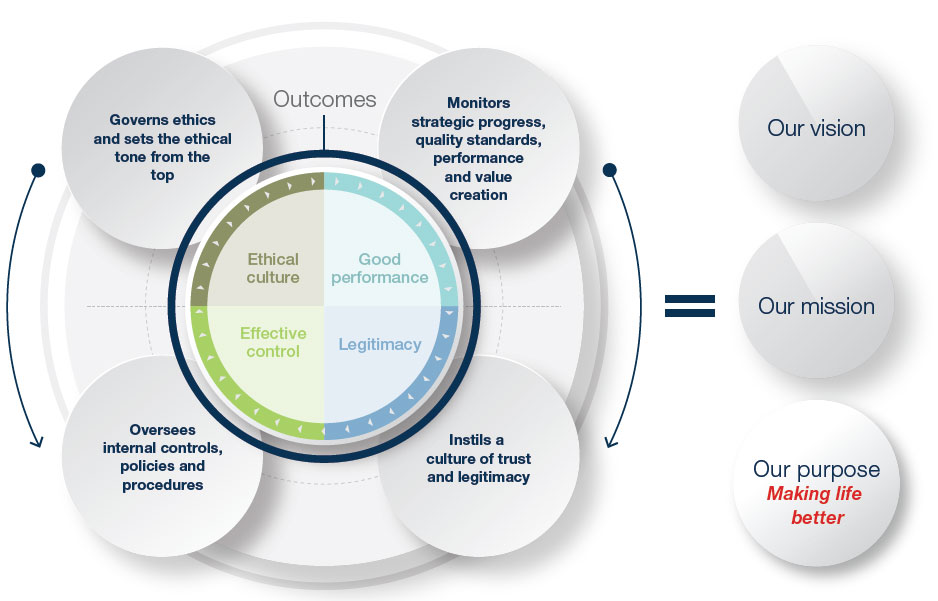 Outcomes
Governs ethics
and sets the ethical
tone from the
top
Monitors
strategic progress,
quality standards,
performance
and value
creation
Ethical
culture
Good
performance
Effective
control
Legitimacy
Oversees
internal controls,
policies and
procedures
Instils a
culture of trust
and legitimacy
=
Our vision
Our mission
Our purpose
Making life
better